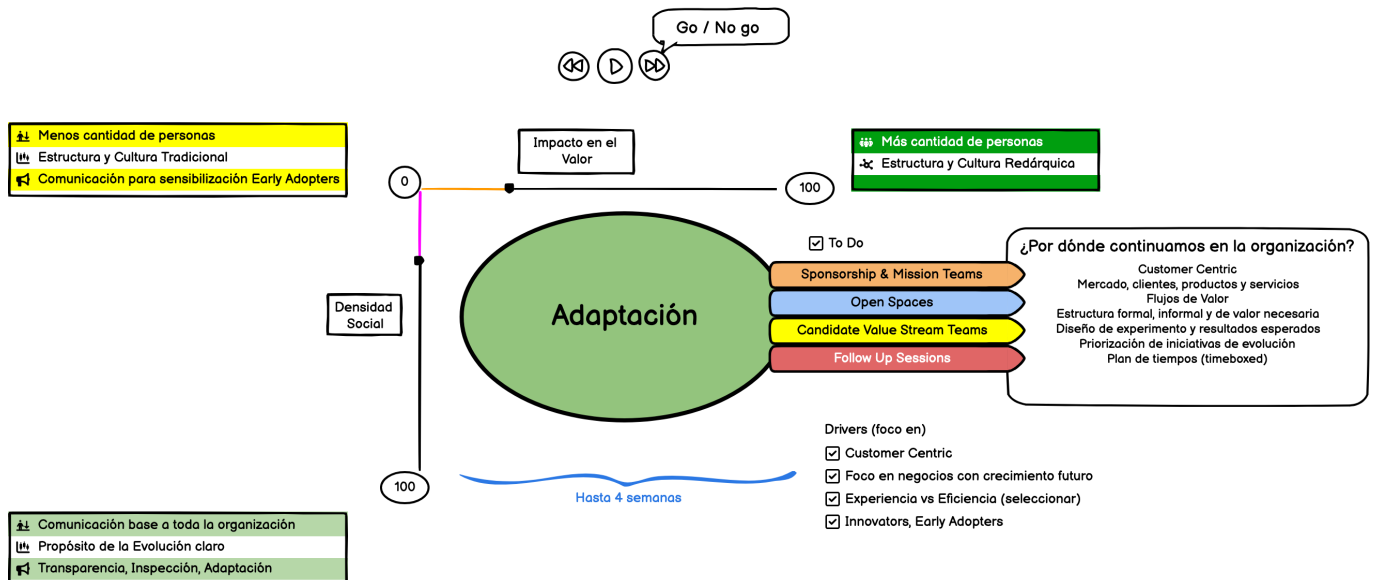 Go / No go
Menos cantidad de personas
Estructura y Cultura Tradicional
Comunicación para sensibilización Early Adopters
Impacto en el
Valor
0
100
Más cantidad de personas
Estructura y Cultura Redárquica
Densidad
Social
100
Adaptación
To Do
Sponsorship & Mission Teams
Open Spaces
Candidate Value Stream Teams
Follow Up Sessions
¿Por dónde continuamos en la organización?
Customer Centric
Mercado, clientes, productos y servicios
Flujos de Valor
Estructura formal, informal y de valor necesaria
Diseño de experimento y resultados esperados
Priorización de iniciativas de evolución
Plan de tiempos (timeboxed)
Drivers (foco en)
Customer Centric
Foco en negocios con crecimiento futuro
Experiencia vs Eficiencia (seleccionar)
Innovators, Early Adopters
Hasta 4 semanas
Comunicación base a toda la organización
Propósito de la Evolución claro
Transparencia, Inspección, Adaptación